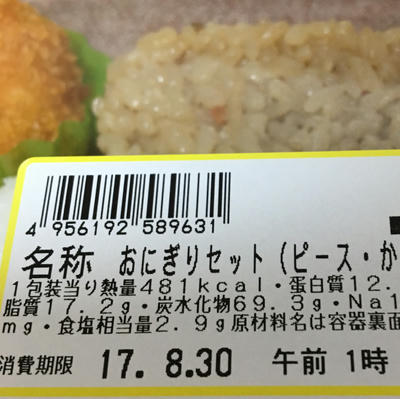 4 956192 589631
名称 おにぎりセット(ピース・か
1包装当り熱量481kcal・蛋白質12.
脂質17.2g・炭水化物69.3g・Na1
mg・食塩相当量2.9g原材料名は容器裏面
消費期限 17.8.30 午前1時